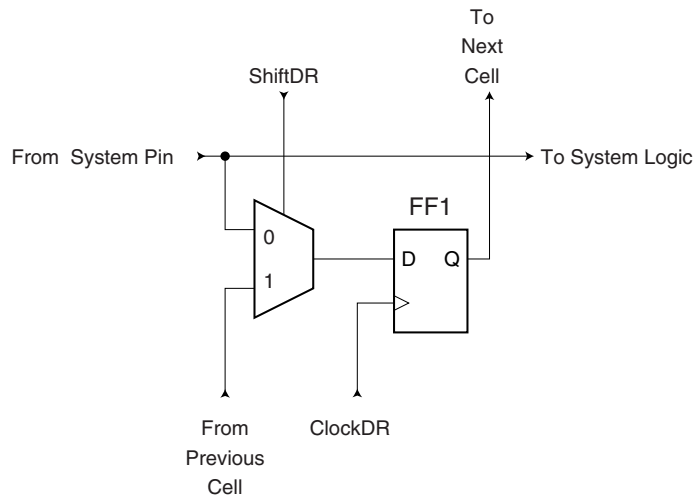 To
Next
Cell
ShiftDR
From System Pin
To System Logic
FF1
0
D Q
1
From
Previous
Cell
ClockDR